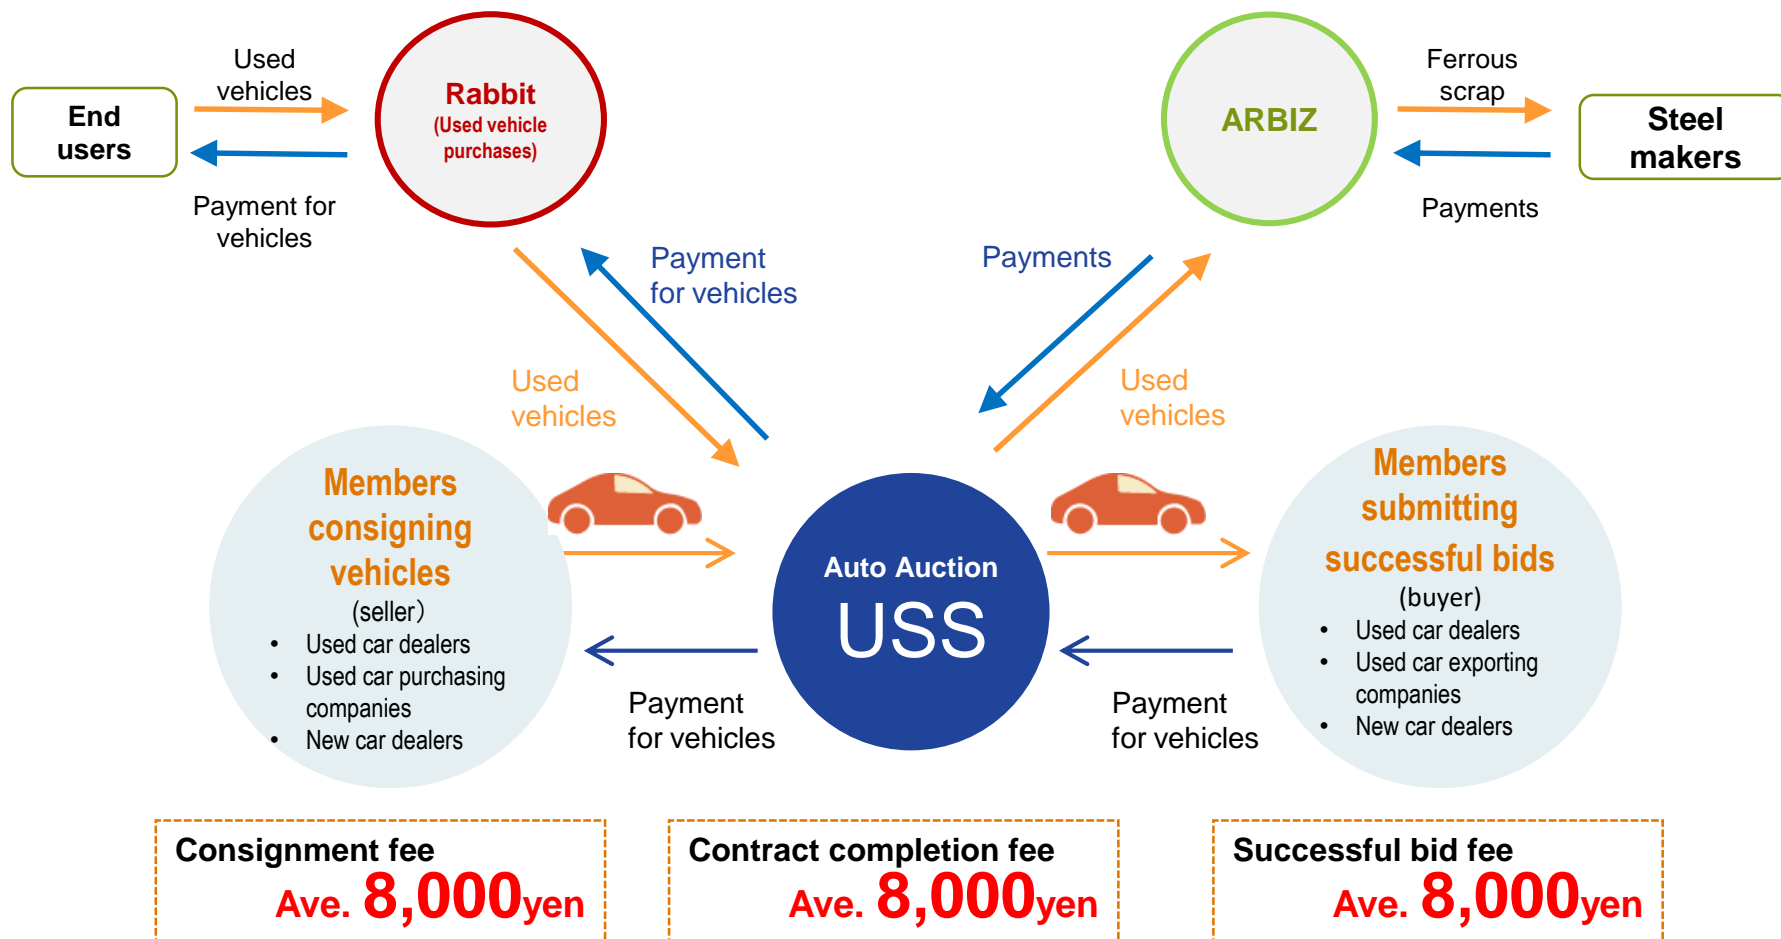 Used
vehicles
End
users
Payment for
vehicles
Rabbit
(Used vehicle
purchases)
ARBIZ
Ferrous
scrap
Steel
makers
Payments
Payment
for vehicles
Used
vehicles
Payments
Used
vehicles
Members
consigning
vehicles
(seller）
• Used car dealers
• Used car purchasing
companies
• New car dealers
Auto Auction
USS
Payment
for vehicles
Payment
for vehicles
Members
submitting
successful bids
(buyer)
• Used car dealers
• Used car exporting
companies
• New car dealers
Consignment fee
Ave. 8,000yen
Contract completion fee
Ave. 8,000yen
Successful bid fee
Ave. 8,000yen